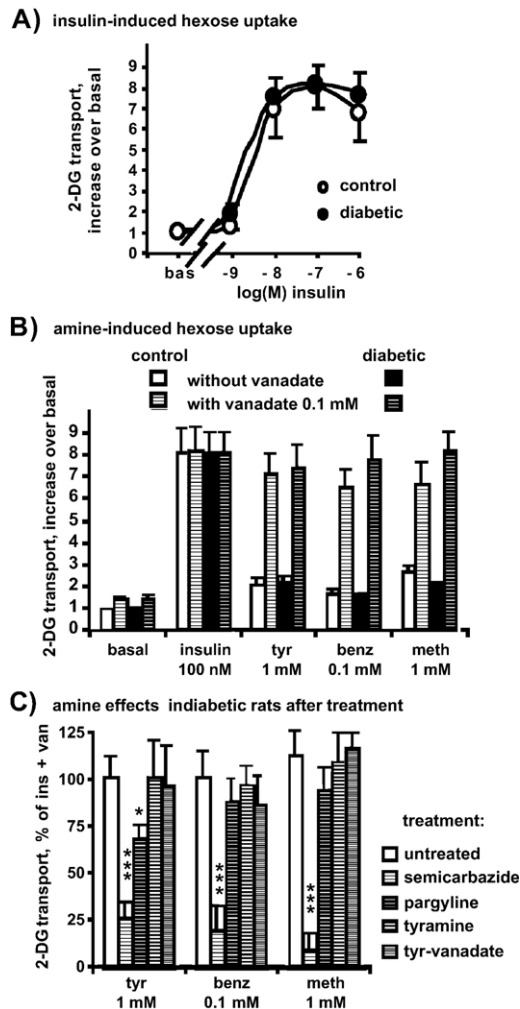 A) insulin-induced hexose uptake
2-DG transport,
increase over basal
9
8
7
6
5
4
3
2
1
0
control
diabetic
bas -9 - 8 -7 - 6
log(M) insulin
B) amine-induced hexose uptake
control diabetic
without vanadate
with vanadate 0.1 mM
2-DG transport, increase over basal
9
8
7
6
5
3
2
1
0
basal insulin tyr benz meth
100 nM 1 mM 0.1 mM 1 mM
C) amine effects indiabetic rats after treatment
2-DG transport, % of ins + van
125
100
75
50
25
0
***
*
***
***
treatment:
untreated
semicarbazide
pargyline
tyramine
tyr-vanadate
tyr benz meth
1 mM 0.1 mM 1 mM